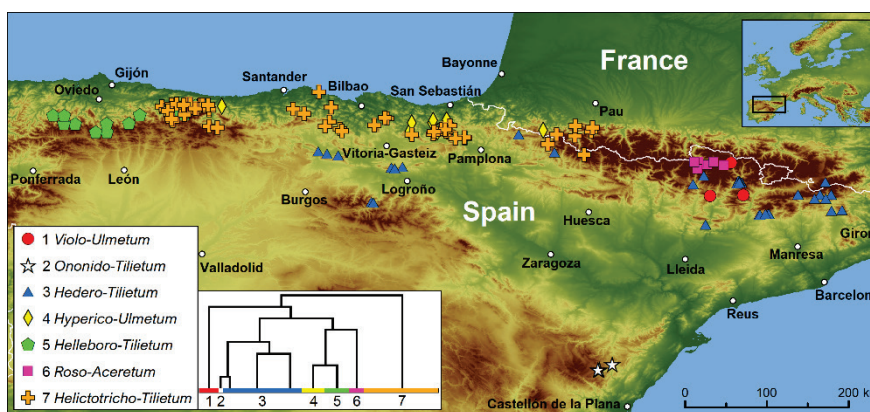 France
Gijón
Oviedo
Santander
Bilbao
Bayonne
San Sebastián
Pau
Vitoria-Gasteiz
Pamplona
Ponferrada
León
Logroño
Burgos
Spain
Huesca
Giron
Valladolid
Zaragoza
Lleida
Manresa
Barcelon
Reus
Castellon de la Plana
1 Violo-Ulmetum
2 Ononido-Tilietum
3 Hedero-Tilietum
4 Hyperico-Ulmetum
5 Helleboro-Tilietum
6 Roso-Aceretum
7 Helictotricho-Tilietum
1 2 3 4 5 6 7
0 100 200 km